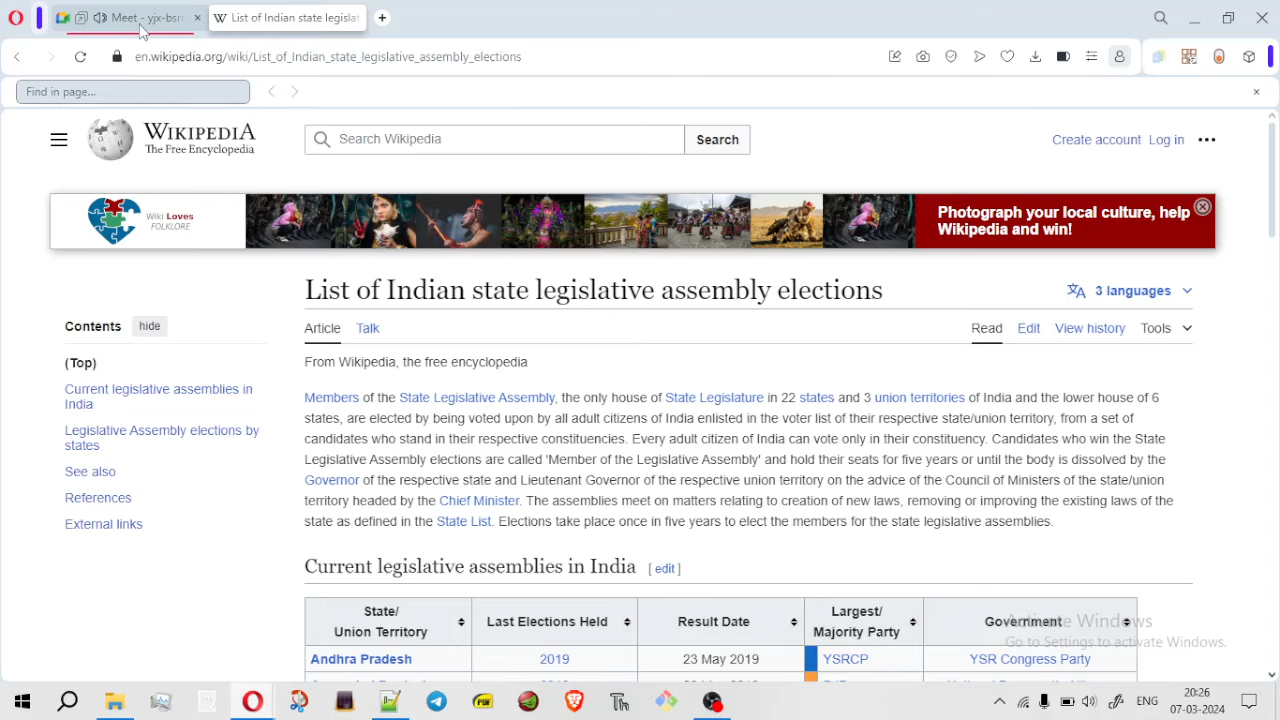 Meet - yjx-bsr
List of Indian state legislat
en.wikipedia.org/wiki/List_of_Indian_state_legislative_assembly_elections
Find in page...
WIKIPEDIA
The Free Encyclopedia
Search Wikipedia
Search
Create account Log in
Wiki Loves
FOLKLORE
Photograph your local culture, help
Wikipedia and win!
List of Indian state legislative assembly elections
3 languages
Contents hide
Article Talk
Read Edit View history Tools
(Top)
From Wikipedia, the free encyclopedia
Current legislative assemblies in
India
Legislative Assembly elections by
states
See also
References
External links
Members of the State Legislative Assembly, the only house of State Legislature in 22 states and 3 union territories of India and the lower house of 6
states, are elected by being voted upon by all adult citizens of India enlisted in the voter list of their respective state/union territory, from a set of
candidates who stand in their respective constituencies. Every adult citizen of India can vote only in their constituency. Candidates who win the State
Legislative Assembly elections are called 'Member of the Legislative Assembly' and hold their seats for five years or until the body is dissolved by the
Governor of the respective state and Lieutenant Governor of the respective union territory on the advice of the Council of Ministers of the state/union
territory headed by the Chief Minister. The assemblies meet on matters relating to creation of new laws, removing or improving the existing laws of the
state as defined in the State List. Elections take place once in five years to elect the members for the state legislative assemblies.
Current legislative assemblies in India [ edit ]
State/
Union Territory
Last Elections Held
Result Date
Largest/
Majority Party
Government
Andhra Pradesh 2019 23 May 2019 YSRCP YSR Congress Party
Activate Windows
Go to Settings to activate Windows.
ENG
20:26
07-03-2024